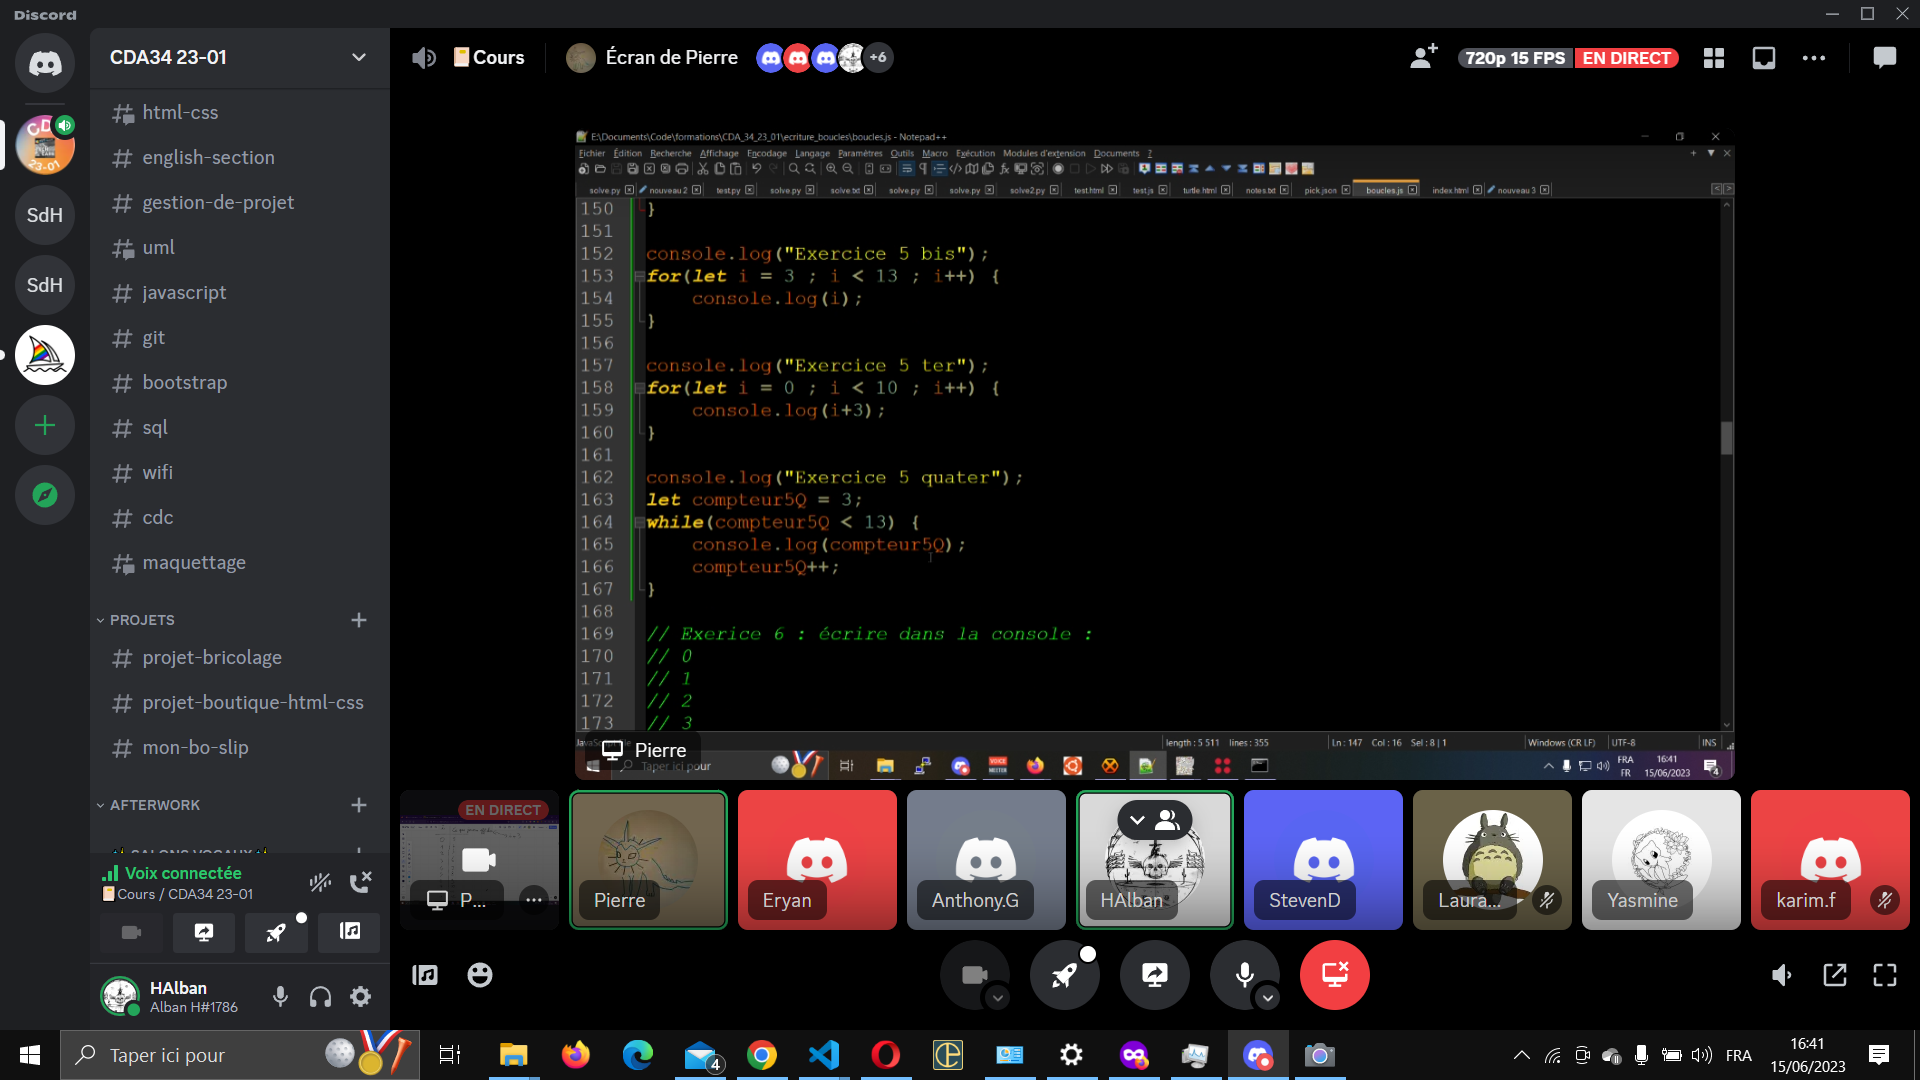 Discord
CDA34 23-01
html-css
english-section
gestion-de-projet
uml
javascript
git
bootstrap
sql
wifi
cdc
maquettage
PROJETS
projet-bricolage
projet-boutique-html-css
mon-bo-slip
AFTERWORK
SALONS VOCAUX
Voix connectée
Cours / CDA34 23-01
HAlban
Alban H#1786
SdH
SdH
CD
23-01
Cours
Écran de Pierre
+6
720p 15 FPS
EN DIRECT
E:\Documents\Code\formations\CDA_34_23_01\ecriture_boucles\boucles.js - Notepad++
Fichier Édition Recherche Affichage Encodage Langage Paramètres Outils Macro Exécution Modules d'extension Documents ?
solve.py nouveau 2 test.py solve.py solve.txt solve.py solve.py solve2.py test.html test.js turtle.html notes.txt pick.json boucles.js index.html nouveau 3
150 }
151
152 console.log("Exercice 5 bis");
153 for(let i = 3 ; i < 13 ; i++) {
154 console.log(i);
155 }
156
157 console.log("Exercice 5 ter");
158 for(let i = 0 ; i < 10 ; i++) {
159 console.log(i+3);
160 }
161
162 console.log("Exercice 5 quater");
163 let compteur5Q = 3;
164 while(compteur5Q < 13) {
165 console.log(compteur5Q);
166 compteur5Q++;
167 }
168
169 // Exerice 6 : écrire dans la console :
170 // 0
171 // 1
172 // 2
173 // 3
length : 5 511 lines : 355 Ln : 147 Col : 16 Sel : 8 | 1 Windows (CR LF) UTF-8 INS
Pierre
Taper ici pour
FRA
FR
16:41
15/06/2023
4
EN DIRECT
P...
Pierre
Eryan
Anthony.G
HAlban
StevenD
Laura...
Yasmine
karim.f
Taper ici pour
4
FRA
16:41
15/06/2023